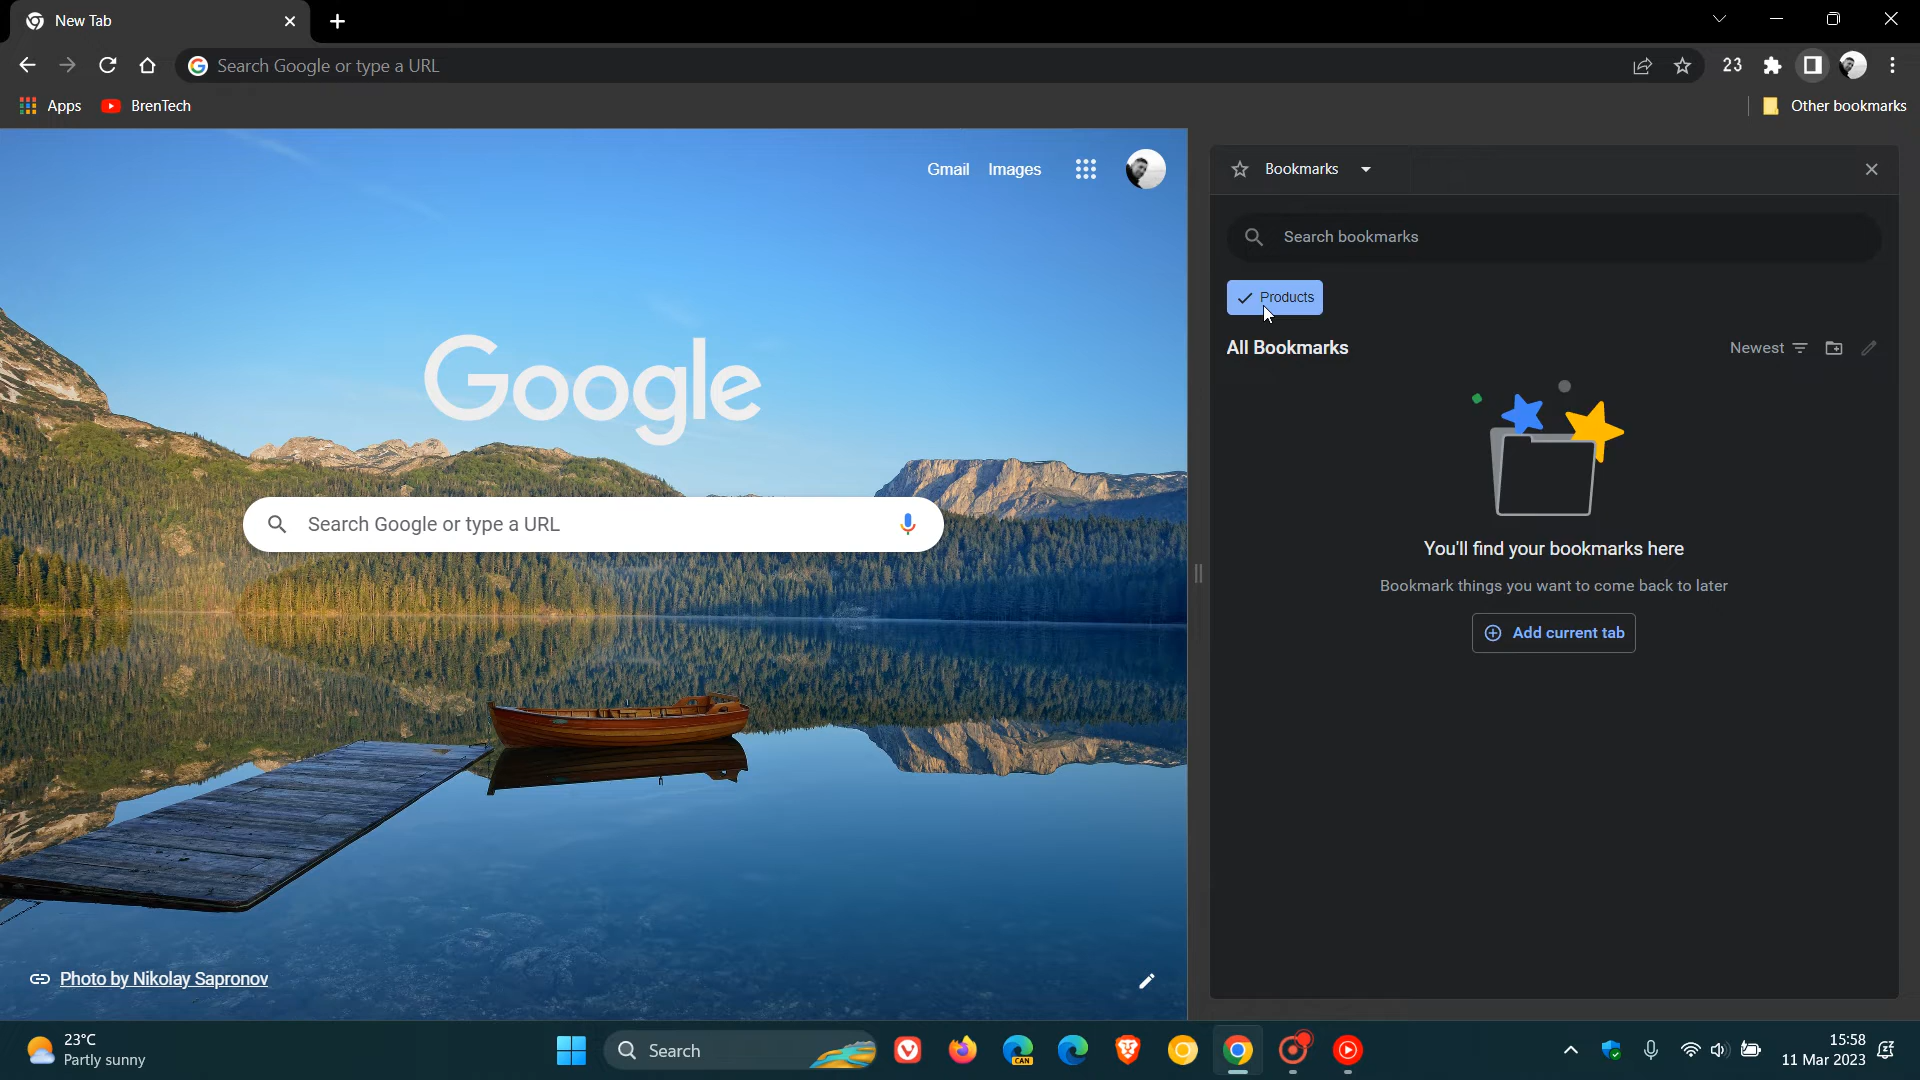 New Tab
Search Google or type a URL
23
Apps
BrenTech
Other bookmarks
Gmail
Images
Google
Search Google or type a URL
Photo by Nikolay Sapronov
Bookmarks
Search bookmarks
Products
All Bookmarks
Newest
You'll find your bookmarks here
Bookmark things you want to come back to later
Add current tab
23°C
Partly sunny
Search
CAN
15:58
11 Mar 2023